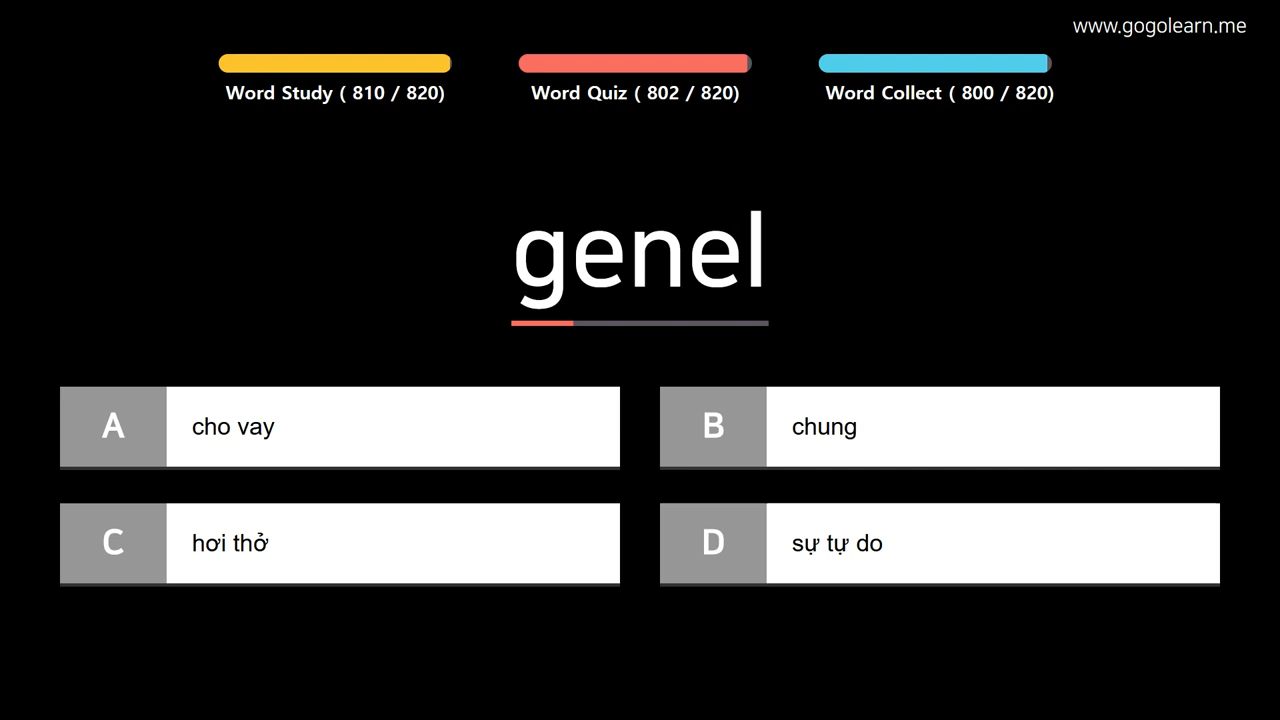 www.gogolearn.me
Word Study ( 810 / 820)
Word Quiz ( 802 / 820)
Word Collect ( 800 / 820)
genel
A cho vay
B chung
C hơi thở
D sự tự do